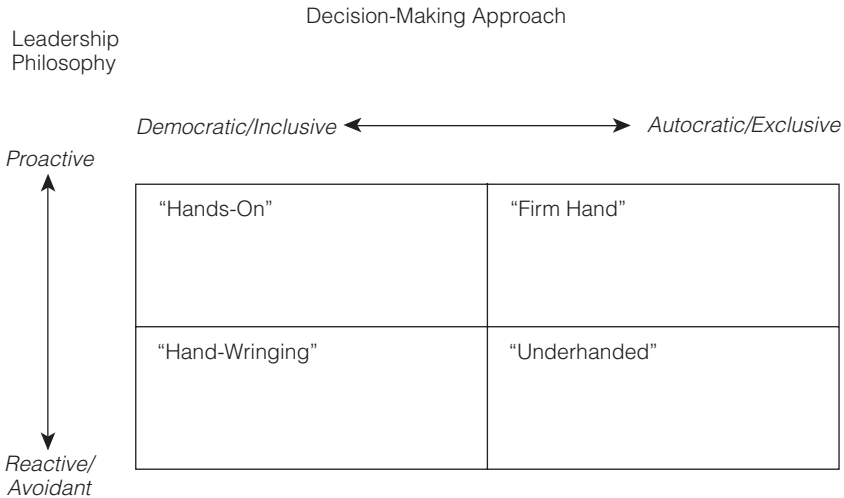 Decision-Making Approach
Leadership
Philosophy
Democratic/Inclusive
Autocratic/Exclusive
Proactive
“Hands-On”
“Firm Hand”
“Hand-Wringing”
“Underhanded”
Reactive/
Avoidant